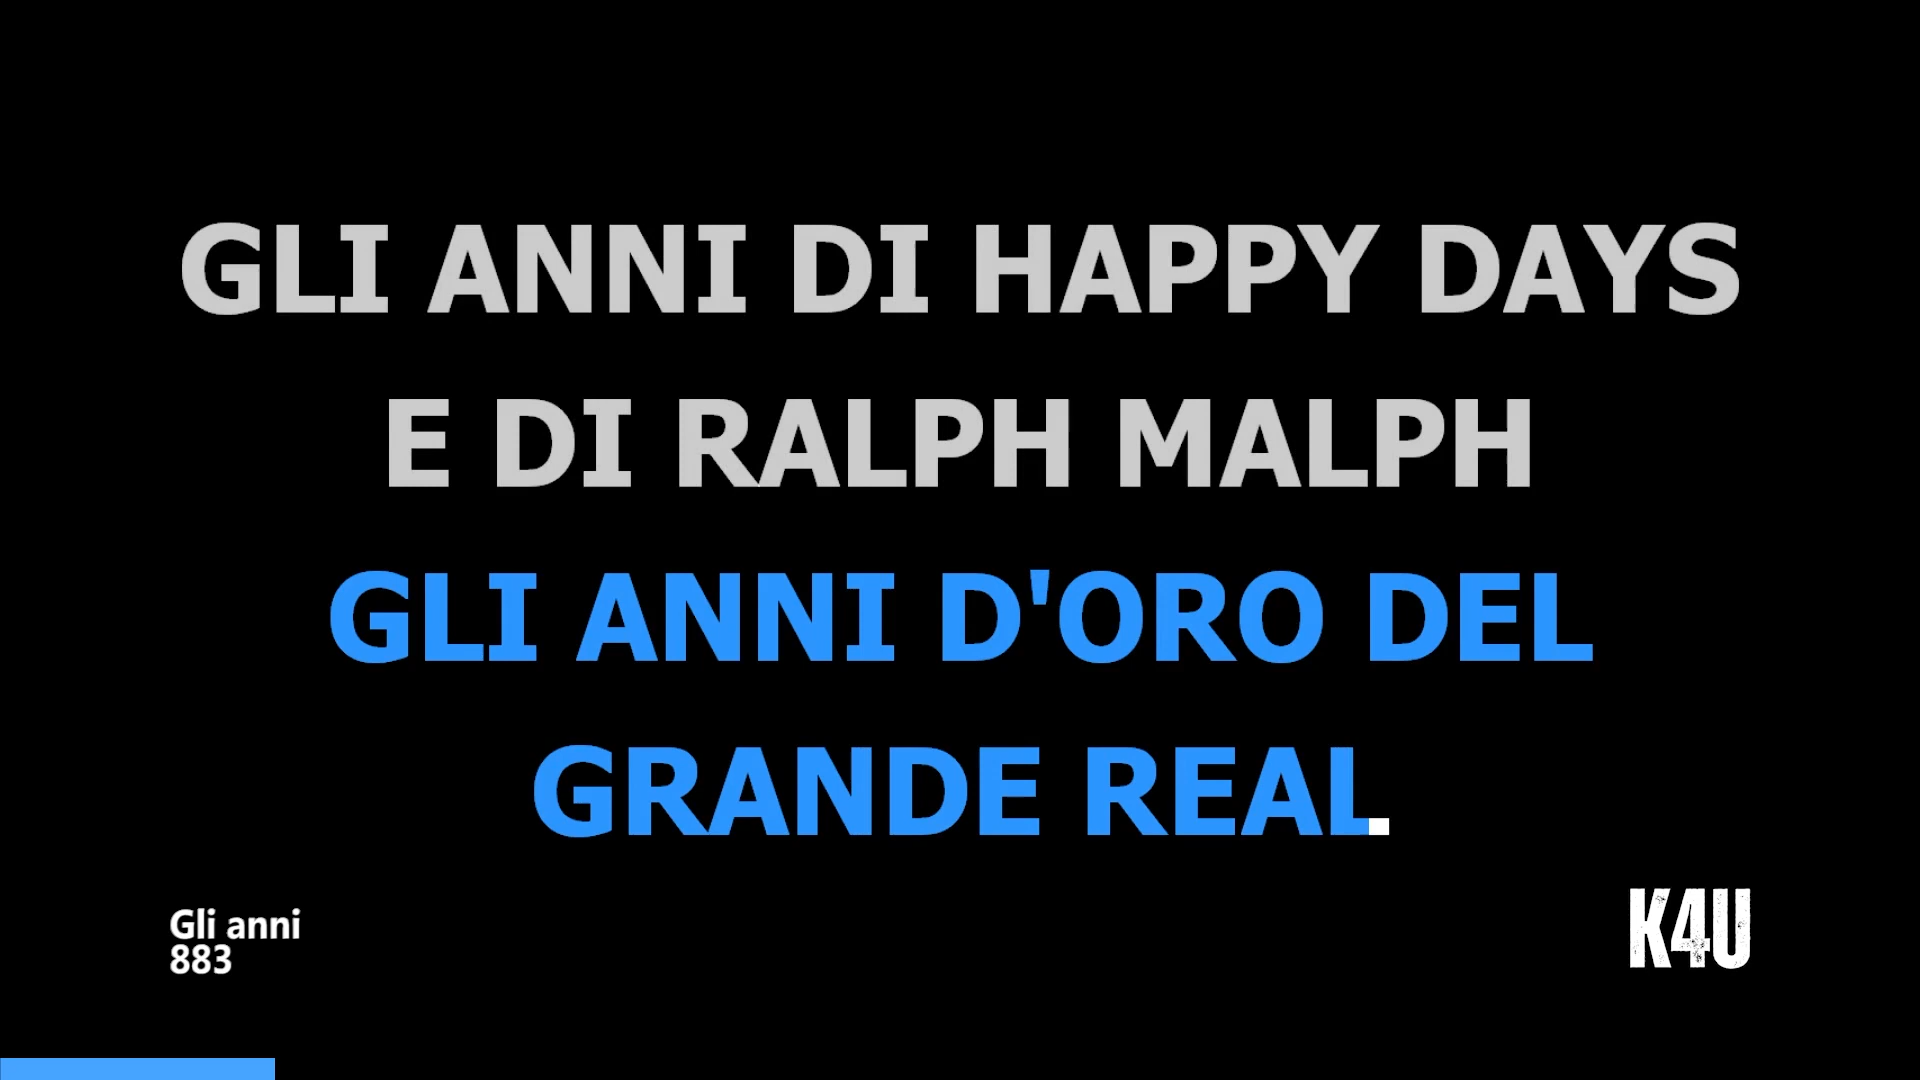 GLI ANNI DI HAPPY DAYS
E DI RALPH MALPH
GLI ANNI D'ORO DEL
GRANDE REAL
Gli anni
883
K4U